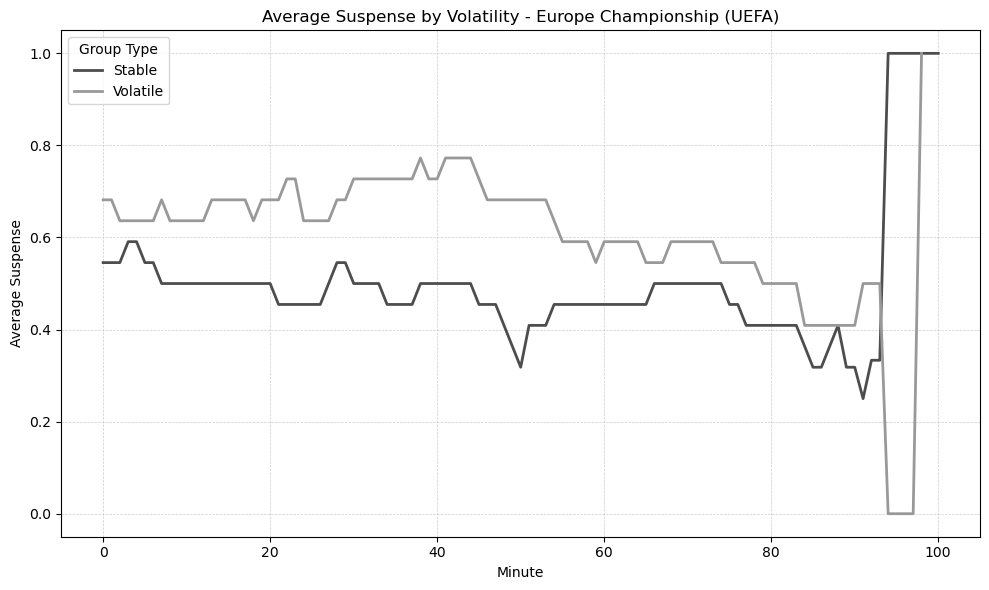 Average Suspense by Volatility - Europe Championship (UEFA)
Group Type
Stable
Volatile
Average Suspense
1.0
0.8
0.6
0.4
0.2
0.0
0 20 40 60 80 100
Minute